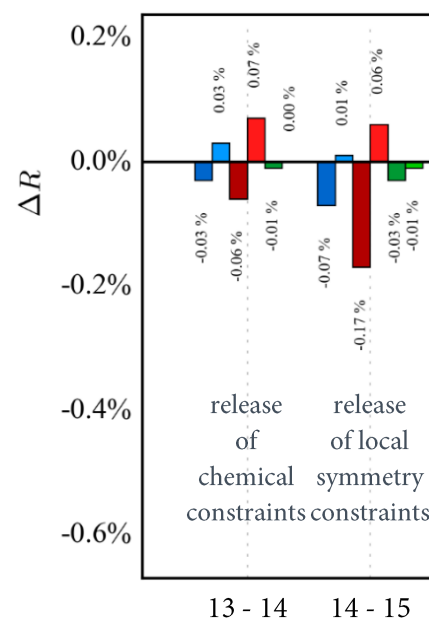 0.2%
0.0%
-0.2%
-0.4%
-0.6%
ΔR
-0.03 %
0.03 %
-0.06 %
0.07 %
-0.01 %
0.00 %
-0.07 %
0.01 %
-0.17 %
0.06 %
-0.03 %
-0.01 %
release
of
chemical
constraints
release
of local
symmetry
constraints
13 - 14
14 - 15